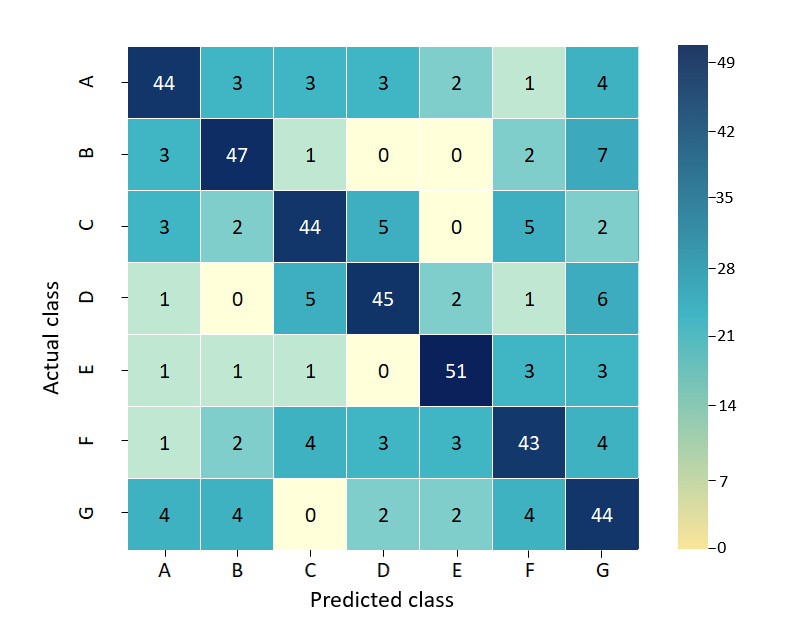 A 44 3 3 3 2 1 4
B 3 47 1 0 0 2 7
C 3 2 44 5 0 5 2
D 1 0 5 45 2 1 6
E 1 1 1 0 51 3 3
F 1 2 4 3 3 43 4
G 4 4 0 2 2 4 44
A B C D E F G
Predicted class
Actual class
49
42
35
28
21
14
7
0